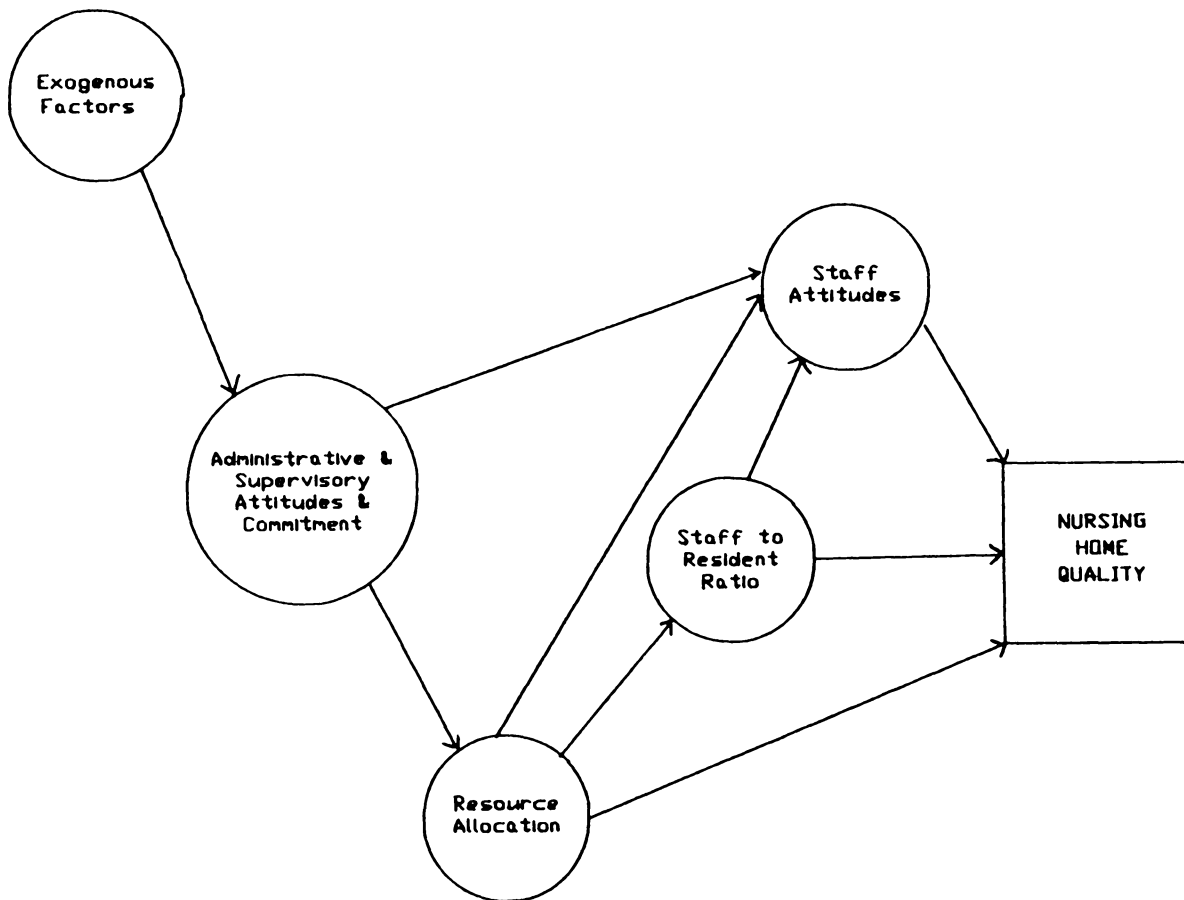 Exogenous
Factors
Staff
Attitudes
Administrative &
Supervisory
Attitudes &
Commitment
Staff to
Resident
Ratio
NURSING
HOME
QUALITY
Resource
Allocation